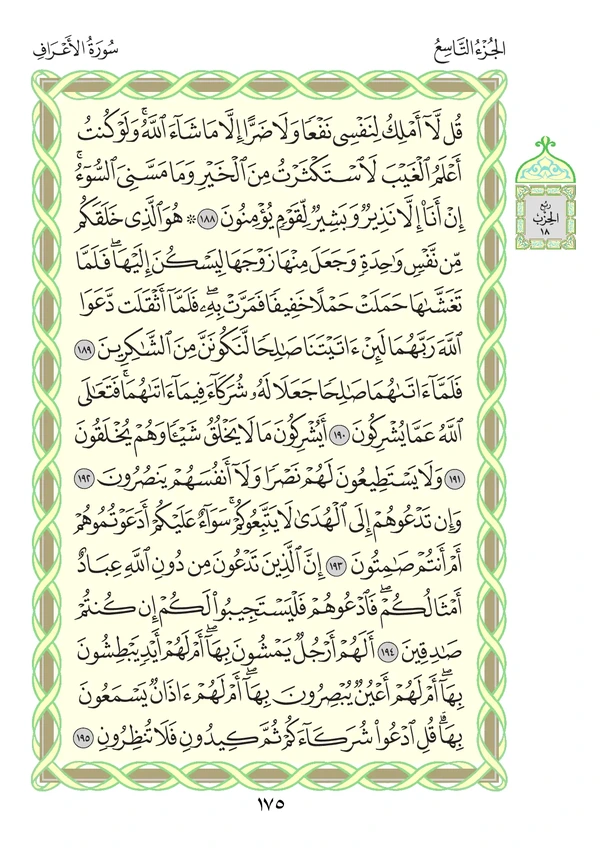 الجُزْءُ التَّاسِعُ
سُورَةُ الأَعْرَافِ
قُل لَّآ أَمْلِكُ لِنَفْسِى نَفْعًا وَلَا ضَرًّا إِلَّا مَا شَآءَ ٱللَّهُۚ وَلَوْ كُنتُ
أَعْلَمُ ٱلْغَيْبَ لَٱسْتَكْثَرْتُ مِنَ ٱلْخَيْرِ وَمَا مَسَّنِىَ ٱلسُّوٓءُۚ
إِنْ أَنَا۠ إِلَّا نَذِيرٌ وَبَشِيرٌ لِّقَوْمٍ يُؤْمِنُونَ ١٨٨ ۞ هُوَ ٱلَّذِى خَلَقَكُم
مِّن نَّفْسٍ وَٰحِدَةٍ وَجَعَلَ مِنْهَا زَوْجَهَا لِيَسْكُنَ إِلَيْهَاۖ فَلَمَّا
تَغَشَّىٰهَا حَمَلَتْ حَمْلًا خَفِيفًا فَمَرَّتْ بِهِۦۖ فَلَمَّآ أَثْقَلَت دَّعَوَا
ٱللَّهَ رَبَّهُمَا لَئِنْ ءَاتَيْتَنَا صَٰلِحًا لَّنَكُونَنَّ مِنَ ٱلشَّٰكِرِينَ ١٨٩
فَلَمَّآ ءَاتَىٰهُمَا صَٰلِحًا جَعَلَا لَهُۥ شُرَكَآءَ فِيمَآ ءَاتَىٰهُمَاۚ فَتَعَٰلَى
ٱللَّهُ عَمَّا يُشْرِكُونَ ١٩٠ أَيُشْرِكُونَ مَا لَا يَخْلُقُ شَيْـًٔا وَهُمْ يُخْلَقُونَ
١٩١ وَلَا يَسْتَطِيعُونَ لَهُمْ نَصْرًا وَلَآ أَنفُسَهُمْ يَنصُرُونَ ١٩٢
وَإِن تَدْعُوهُمْ إِلَى ٱلْهُدَىٰ لَا يَتَّبِعُوكُمْۚ سَوَآءٌ عَلَيْكُمْ أَدَعَوْتُمُوهُمْ
أَمْ أَنتُمْ صَٰمِتُونَ ١٩٣ إِنَّ ٱلَّذِينَ تَدْعُونَ مِن دُونِ ٱللَّهِ عِبَادٌ
أَمْثَالُكُمْۖ فَٱدْعُوهُمْ فَلْيَسْتَجِيبُوا۟ لَكُمْ إِن كُنتُمْ
صَٰدِقِينَ ١٩٤ أَلَهُمْ أَرْجُلٌ يَمْشُونَ بِهَآۖ أَمْ لَهُمْ أَيْدٍ يَبْطِشُونَ
بِهَآۖ أَمْ لَهُمْ أَعْيُنٌ يُبْصِرُونَ بِهَآۖ أَمْ لَهُمْ ءَاذَانٌ يَسْمَعُونَ
بِهَاۗ قُلِ ٱدْعُوا۟ شُرَكَآءَكُمْ ثُمَّ كِيدُونِ فَلَا تُنظِرُونِ ١٩٥
رُبْعُ
الحِزْبِ
١٨
١٧٥